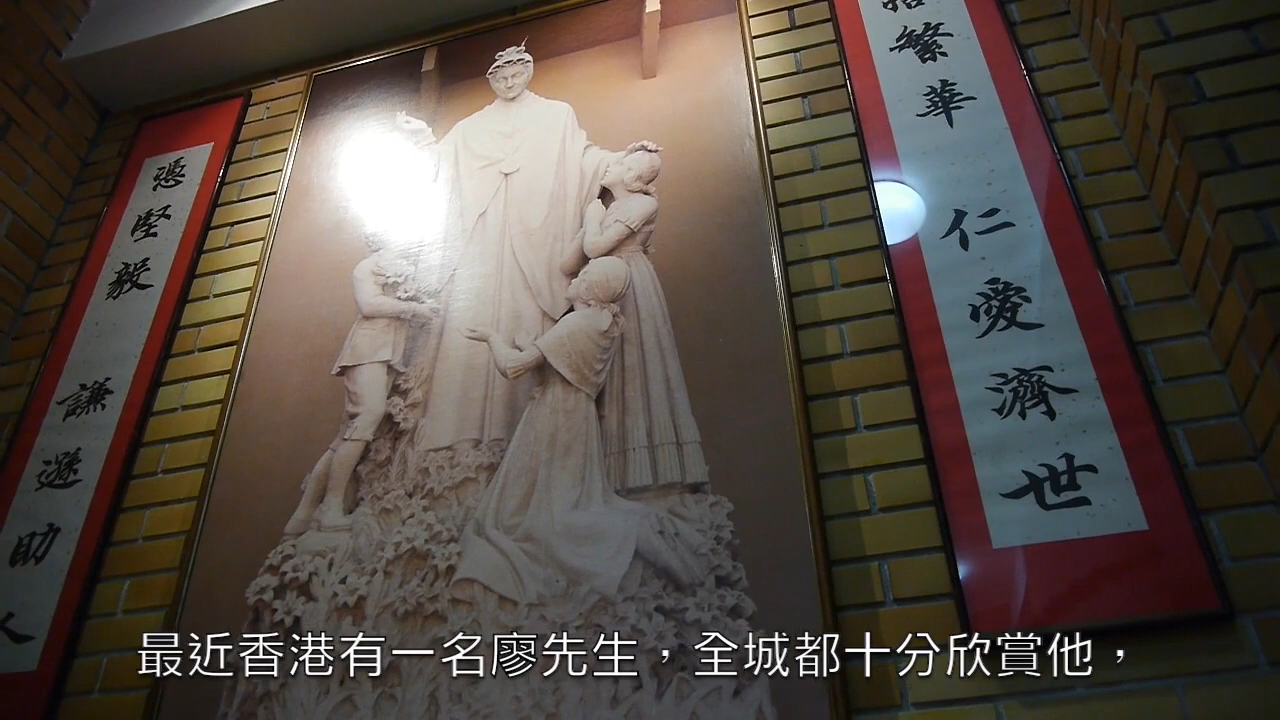 繁華仁愛濟世
憑堅毅謙遜助人
最近香港有一名廖先生，全城都十分欣賞他，